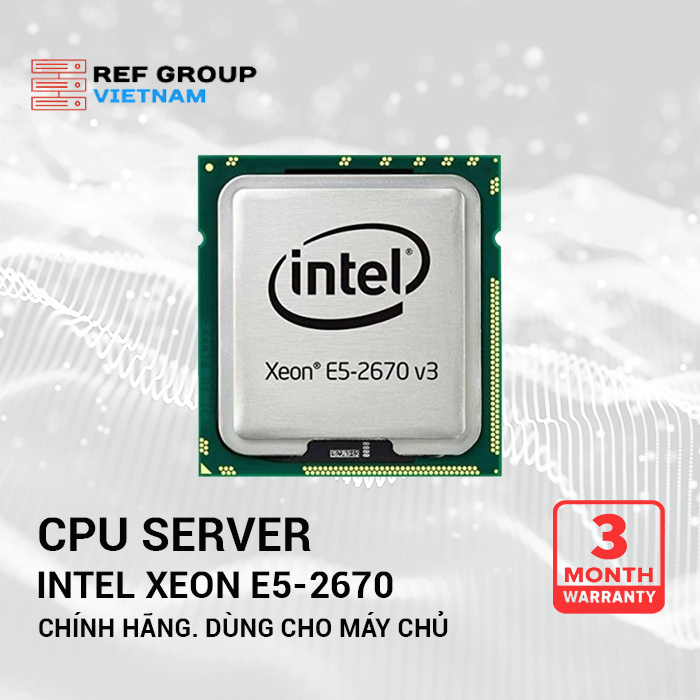 REF GROUP
VIETNAM
intel®
Xeon® E5-2670 v3
CPU SERVER
INTEL XEON E5-2670
CHÍNH HÃNG. DÙNG CHO MÁY CHỦ
3
MONTH
WARRANTY